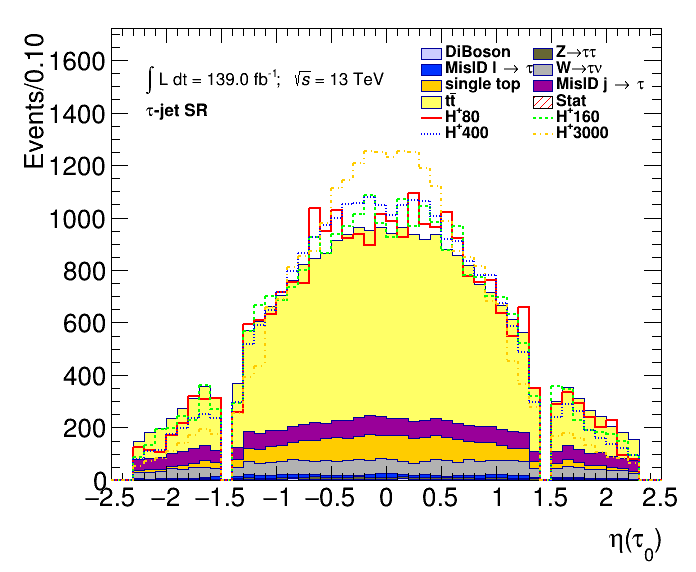 Events/0.10
1600
1400
1200
1000
800
600
400
200
0
∫ L dt = 139.0 fb⁻¹; √s = 13 TeV
τ-jet SR
DiBoson Z→ττ
MisID l → τ W→τν
single top MisID j → τ
tt̄ Stat
H⁺80 H⁺160
H⁺400 H⁺3000
−2.5 −2 −1.5 −1 −0.5 0 0.5 1 1.5 2 2.5
η(τ₀)